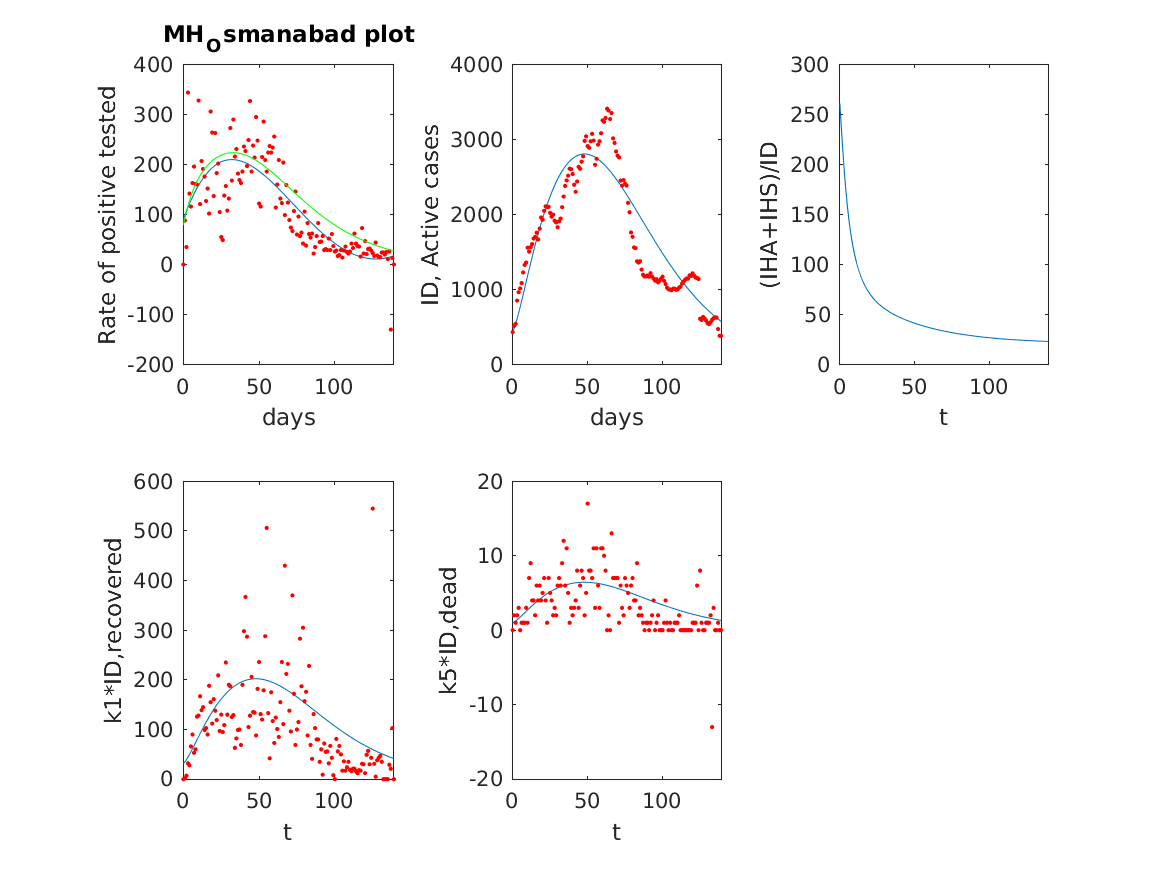 MHOsmanabad plot
400
300
200
100
0
-100
-200
0 50 100
days
Rate of positive tested
4000
3000
2000
1000
0
0 50 100
days
ID, Active cases
300
250
200
150
100
50
0
0 50 100
t
(IHA+IHS)/ID
600
500
400
300
200
100
0
0 50 100
t
k1*ID,recovered
20
10
0
-10
-20
0 50 100
t
k5*ID,dead